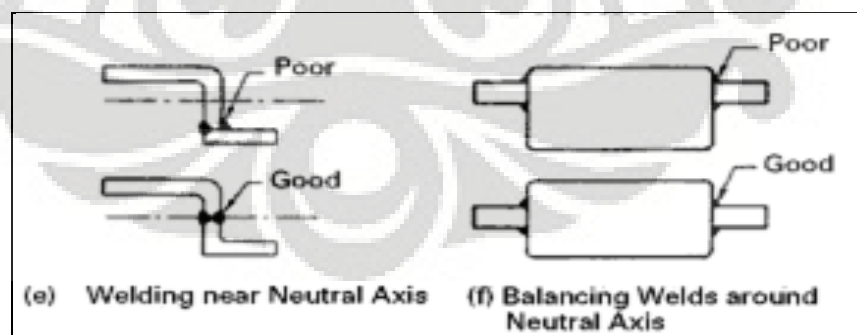 Poor
Poor
Good
Good
(e) Welding near Neutral Axis
(f) Balancing Welds around
Neutral Axis